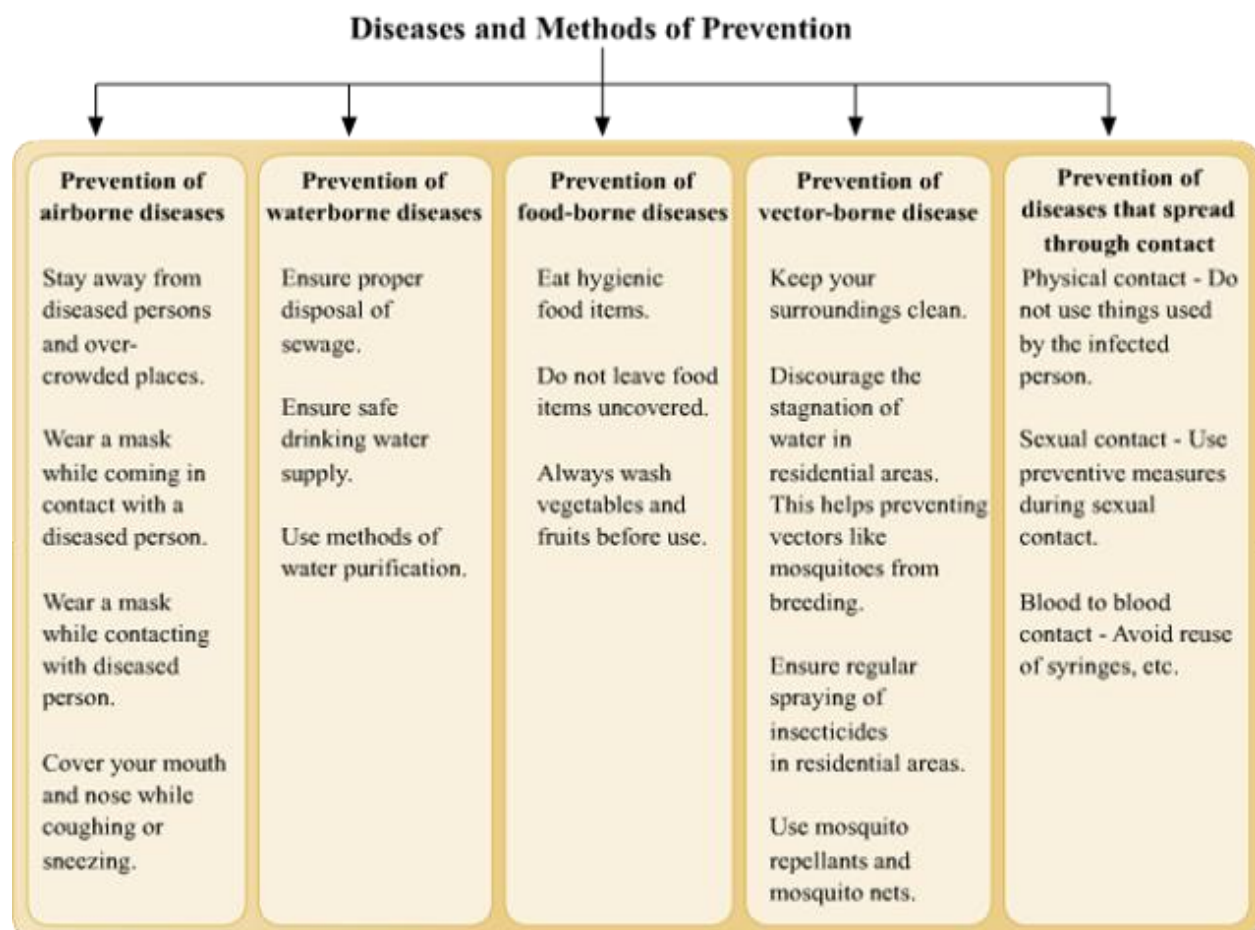 Diseases and Methods of Prevention
Prevention of
airborne diseases
Stay away from
diseased persons
and over-
crowded places.
Wear a mask
while coming in
contact with a
diseased person.
Wear a mask
while contacting
with diseased
person.
Cover your mouth
and nose while
coughing or
sneezing.
Prevention of
waterborne diseases
Ensure proper
disposal of
sewage.
Ensure safe
drinking water
supply.
Use methods of
water purification.
Prevention of
food-borne diseases
Eat hygienic
food items.
Do not leave food
items uncovered.
Always wash
vegetables and
fruits before use.
Prevention of
vector-borne disease
Keep your
surroundings clean.
Discourage the
stagnation of
water in
residential areas.
This helps preventing
vectors like
mosquitoes from
breeding.
Ensure regular
spraying of
insecticides
in residential areas.
Use mosquito
repellants and
mosquito nets.
Prevention of
diseases that spread
through contact
Physical contact - Do
not use things used
by the infected
person.
Sexual contact - Use
preventive measures
during sexual
contact.
Blood to blood
contact - Avoid reuse
of syringes, etc.